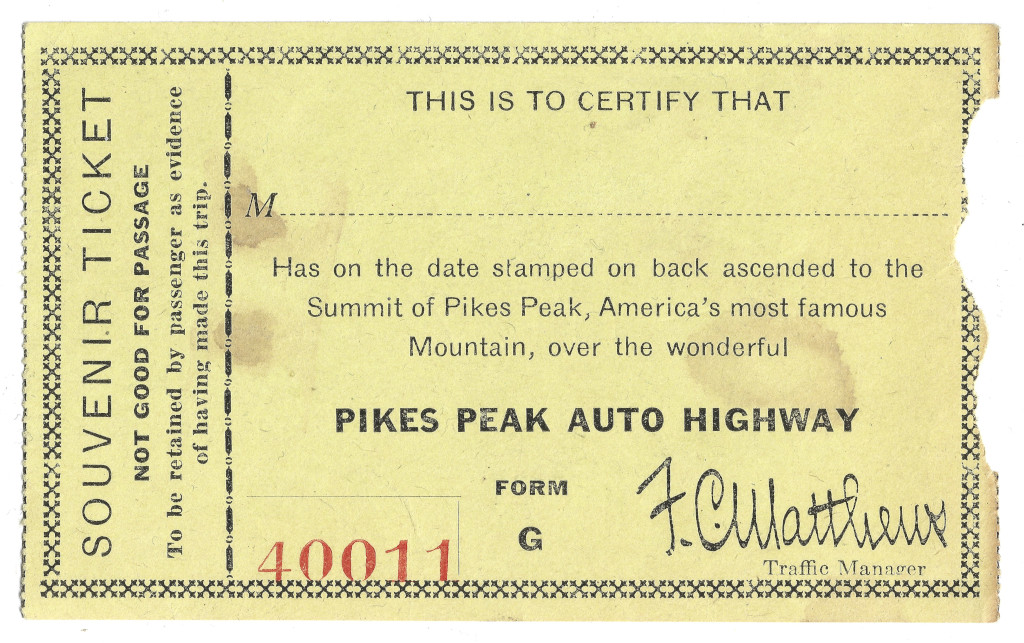 SOUVENIR TICKET
NOT GOOD FOR PASSAGE
To be retained by passenger as evidence
of having made this trip.
THIS IS TO CERTIFY THAT
M
Has on the date stamped on back ascended to the
Summit of Pikes Peak, America's most famous
Mountain, over the wonderful
PIKES PEAK AUTO HIGHWAY
FORM
G
40011
F. C. Matthews
Traffic Manager